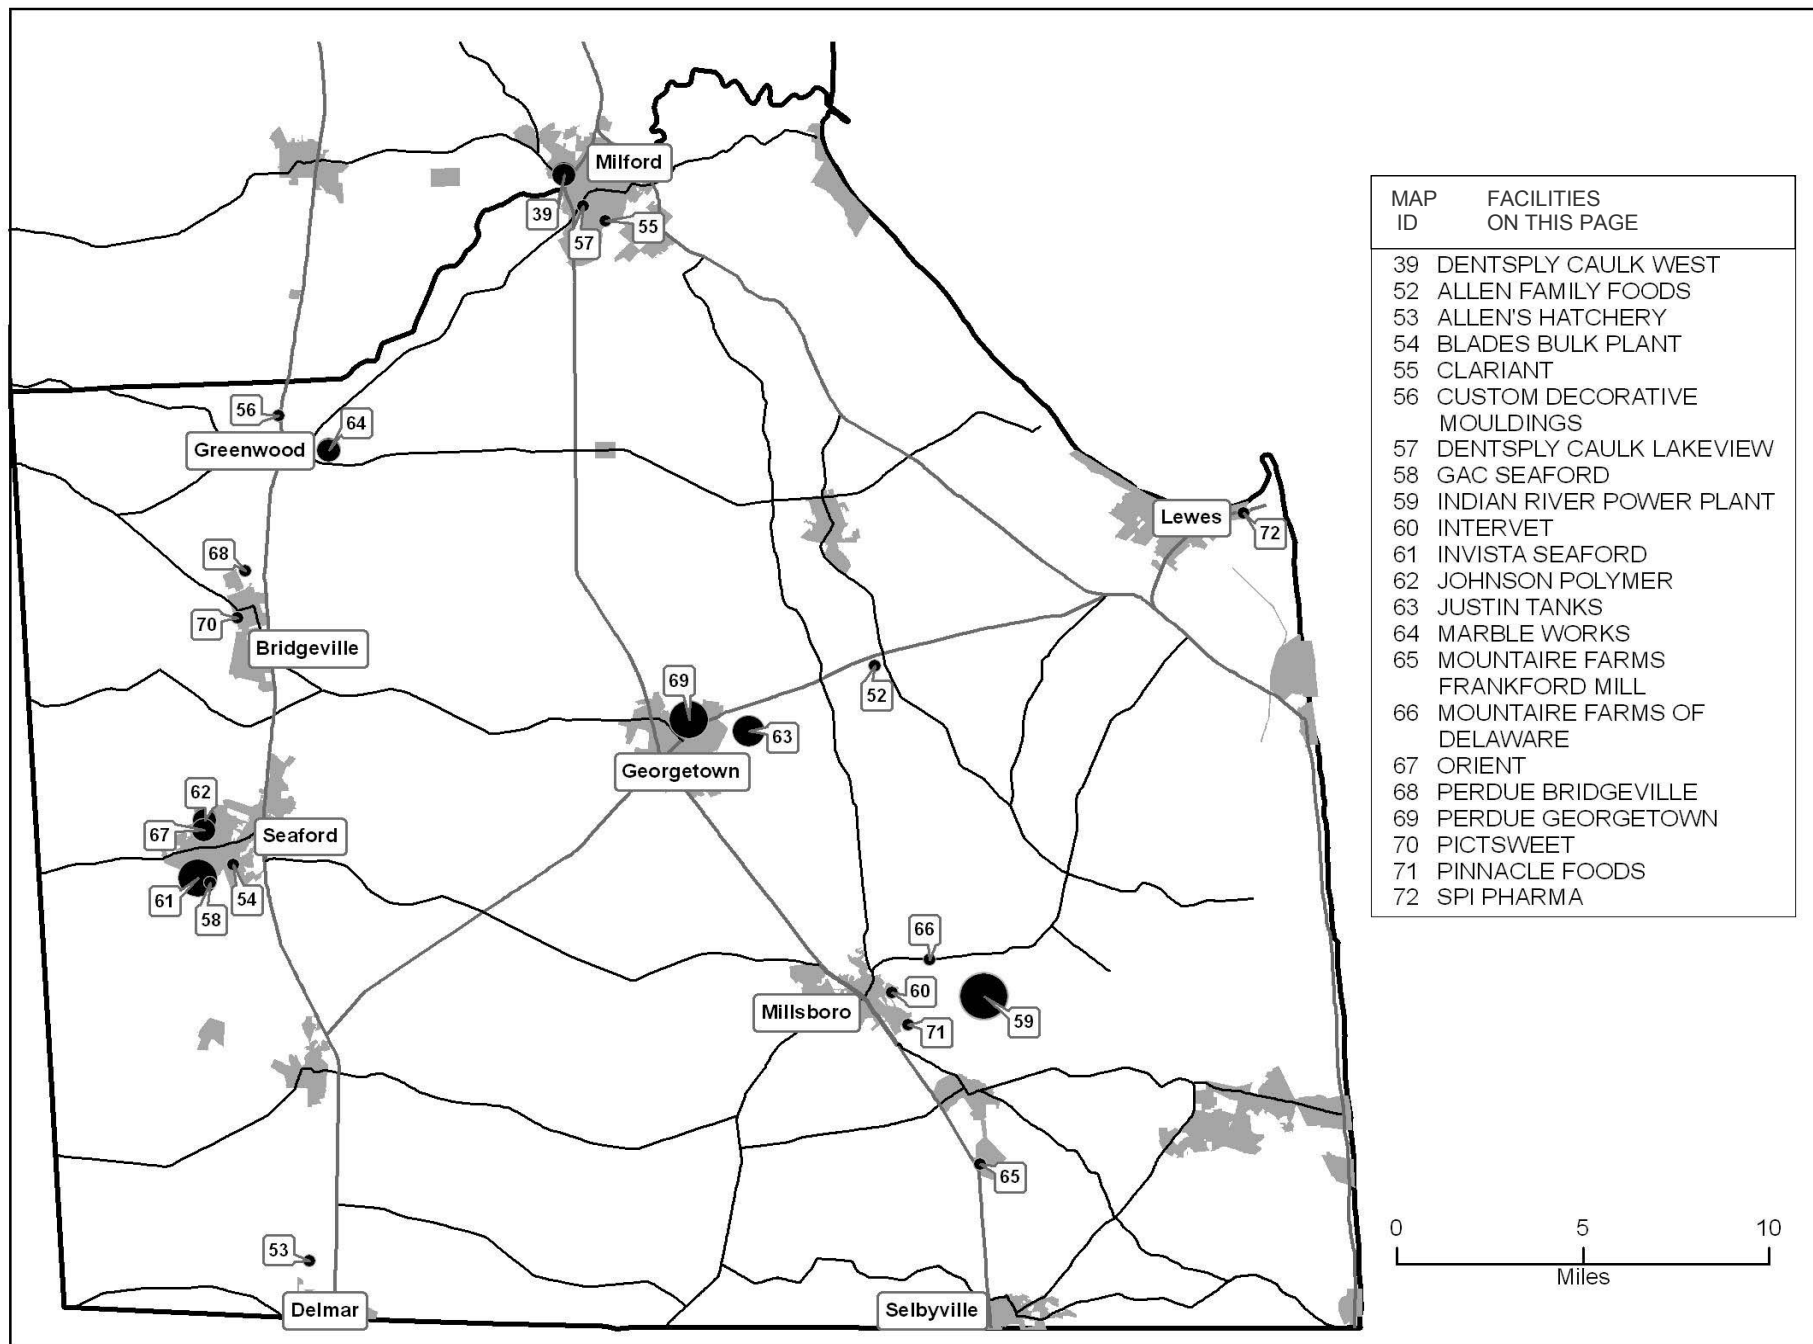 Milford
39
57
55
56
64
Greenwood
Lewes
72
68
70
Bridgeville
69
52
63
Georgetown
62
67
Seaford
61
58
54
66
60
59
Millsboro
71
65
53
Delmar
Selbyville
MAP FACILITIES
ID ON THIS PAGE
39 DENTSPLY CAULK WEST
52 ALLEN FAMILY FOODS
53 ALLEN'S HATCHERY
54 BLADES BULK PLANT
55 CLARIANT
56 CUSTOM DECORATIVE
MOULDINGS
57 DENTSPLY CAULK LAKEVIEW
58 GAC SEAFORD
59 INDIAN RIVER POWER PLANT
60 INTERVET
61 INVISTA SEAFORD
62 JOHNSON POLYMER
63 JUSTIN TANKS
64 MARBLE WORKS
65 MOUNTAIRE FARMS
FRANKFORD MILL
66 MOUNTAIRE FARMS OF
DELAWARE
67 ORIENT
68 PERDUE BRIDGEVILLE
69 PERDUE GEORGETOWN
70 PICTSWEET
71 PINNACLE FOODS
72 SPI PHARMA
0 5 10
Miles